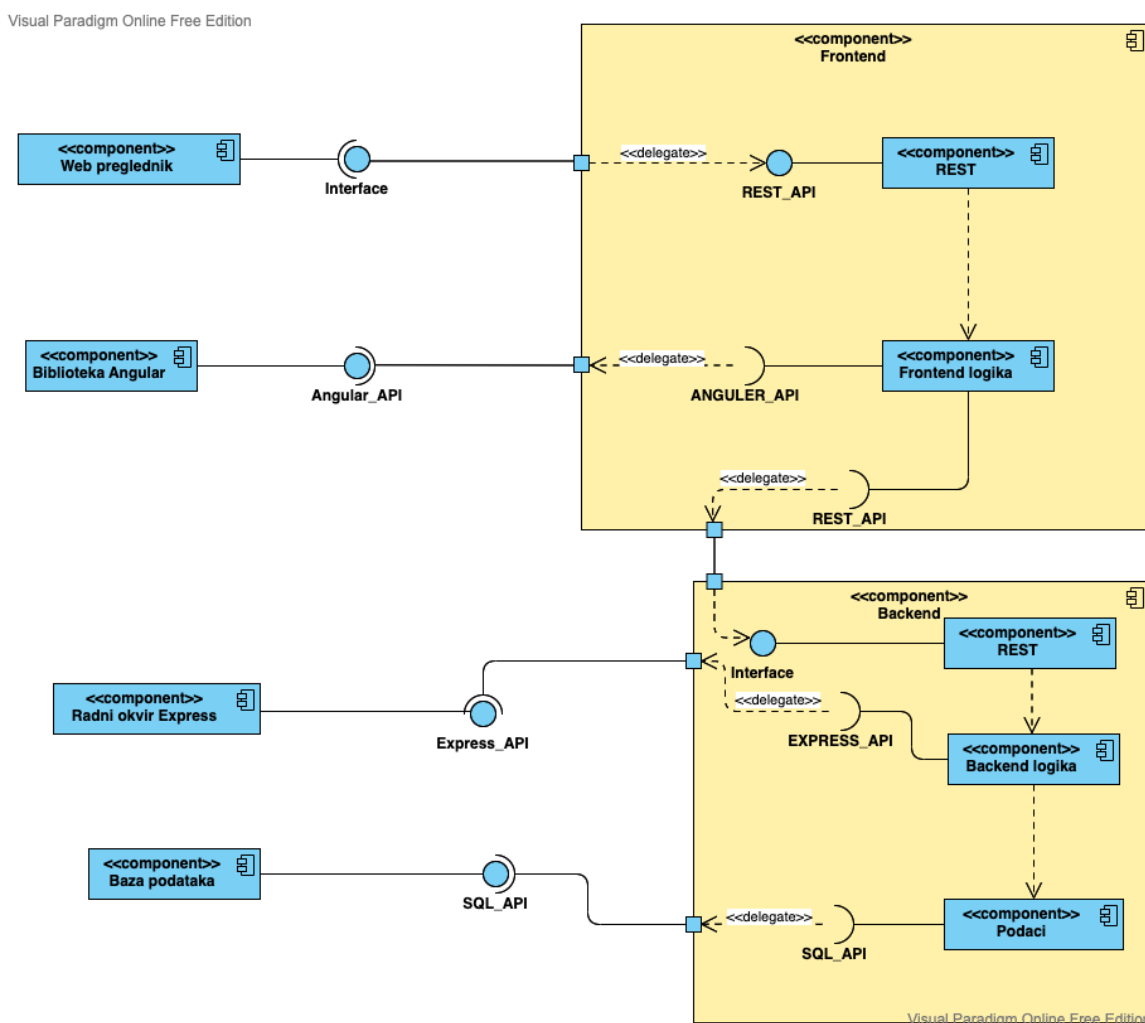 Visual Paradigm Online Free Edition
<<component>>
Frontend
<<component>>
Web preglednik
Interface
<<delegate>>
REST_API
<<component>>
REST
<<component>>
Biblioteka Angular
Angular_API
<<delegate>>
ANGULER_API
<<component>>
Frontend logika
<<delegate>>
REST_API
<<component>>
Backend
Interface
<<component>>
REST
<<component>>
Radni okvir Express
Express_API
<<delegate>>
EXPRESS_API
<<component>>
Backend logika
<<component>>
Baza podataka
SQL_API
<<delegate>>
SQL_API
<<component>>
Podaci
Visual Paradigm Online Free Edition